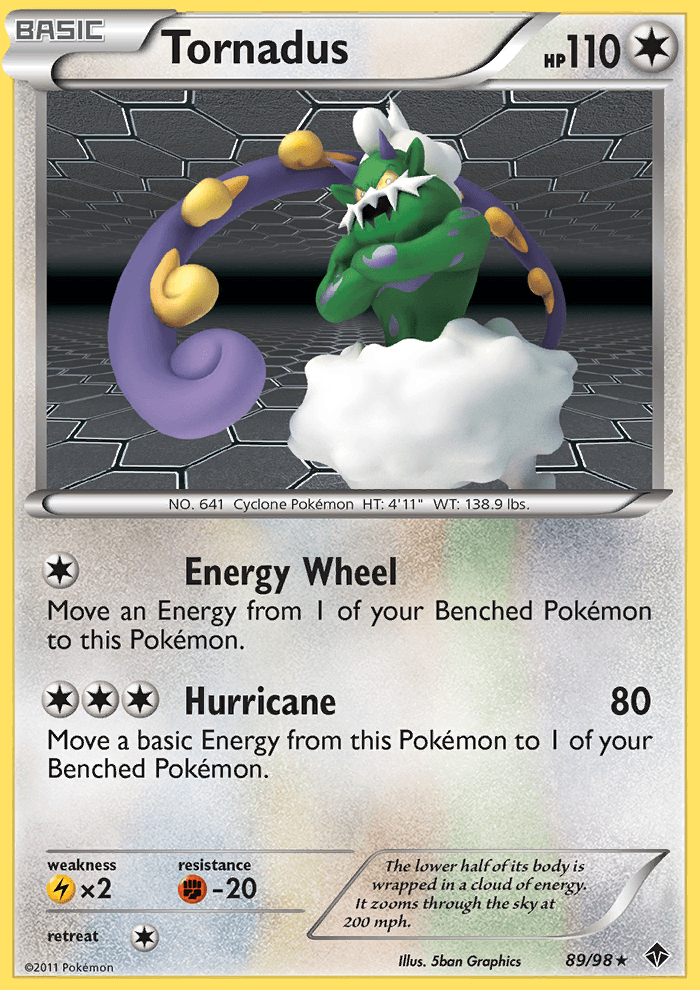 BASIC
Tornadus
HP110
NO. 641 Cyclone Pokémon HT: 4'11" WT: 138.9 lbs.
Energy Wheel
Move an Energy from 1 of your Benched Pokémon
to this Pokémon.
Hurricane 80
Move a basic Energy from this Pokémon to 1 of your
Benched Pokémon.
weakness resistance
×2 -20
retreat
The lower half of its body is
wrapped in a cloud of energy.
It zooms through the sky at
200 mph.
©2011 Pokémon Illus. 5ban Graphics 89/98★